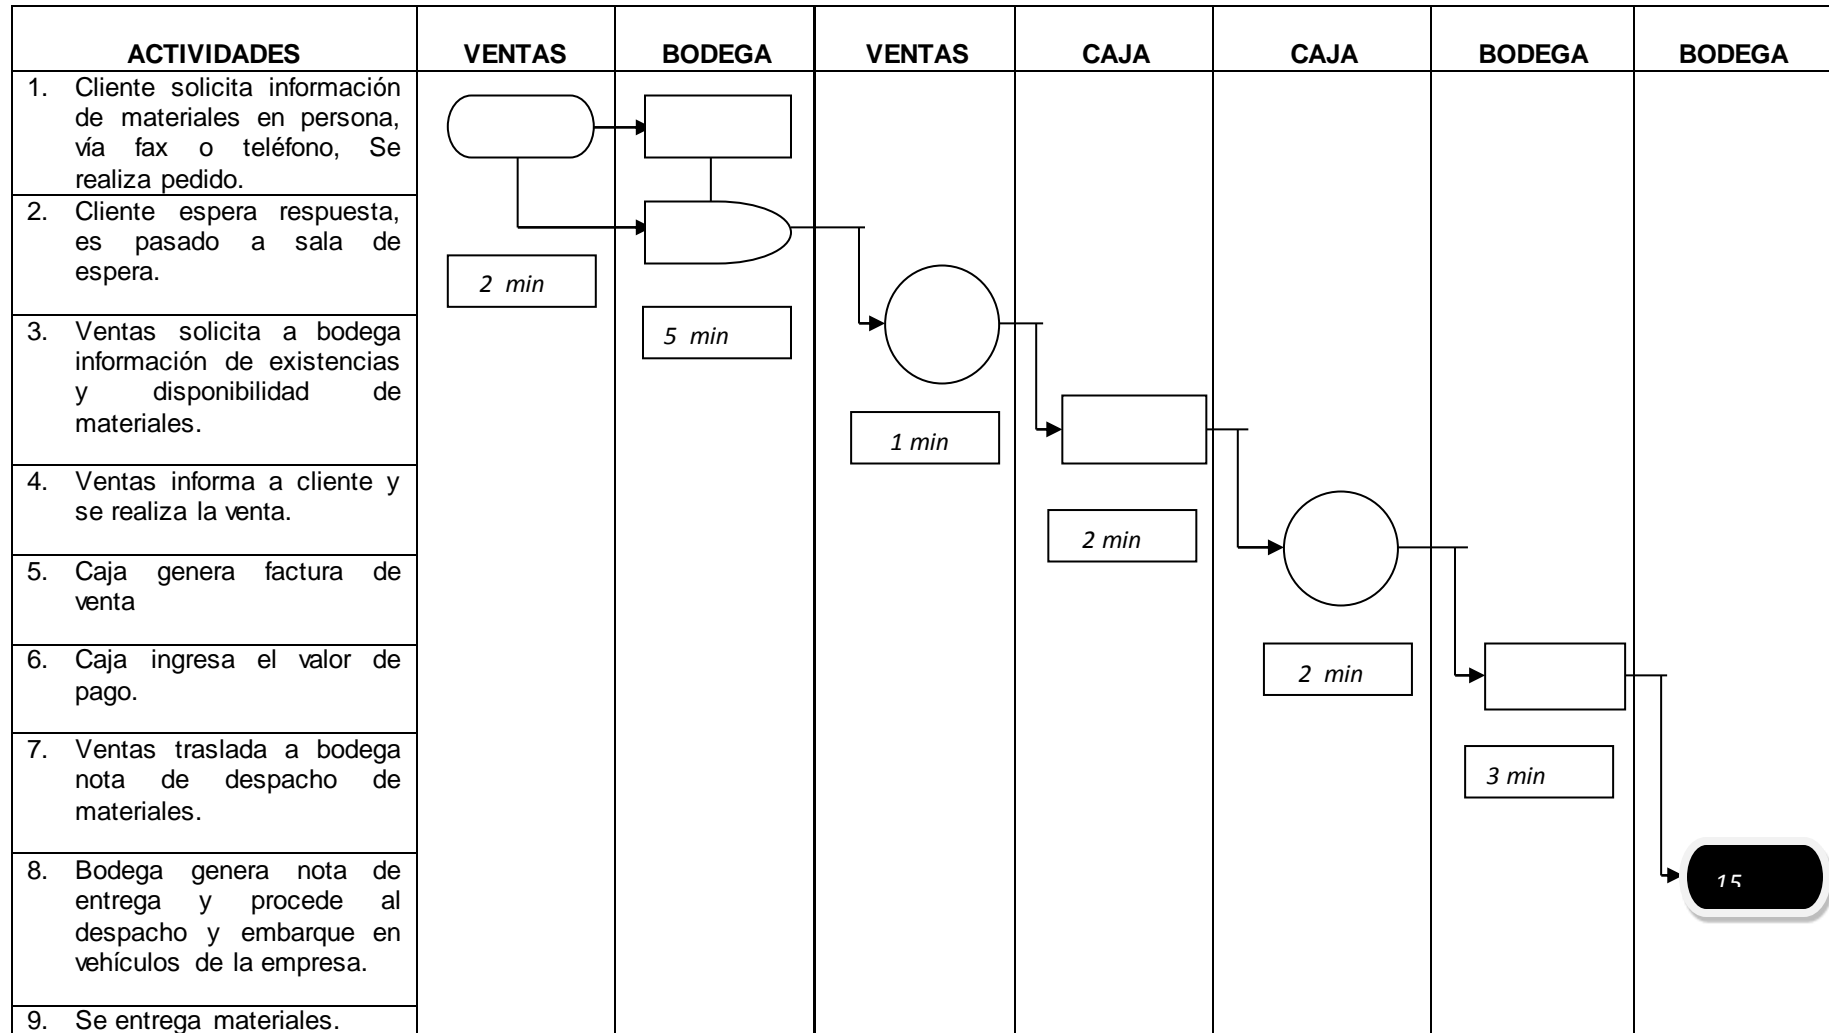 ACTIVIDADES VENTAS BODEGA VENTAS CAJA CAJA BODEGA BODEGA
1. Cliente solicita información
de materiales en persona,
vía fax o teléfono, Se
realiza pedido.
2. Cliente espera respuesta,
es pasado a sala de
espera.
2 min
5 min
3. Ventas solicita a bodega
información de existencias
y disponibilidad de
materiales.
1 min
4. Ventas informa a cliente y
se realiza la venta.
2 min
5. Caja genera factura de
venta
6. Caja ingresa el valor de
pago.
2 min
7. Ventas traslada a bodega
nota de despacho de
materiales.
3 min
8. Bodega genera nota de
entrega y procede al
despacho y embarque en
vehículos de la empresa.
15
9. Se entrega materiales.